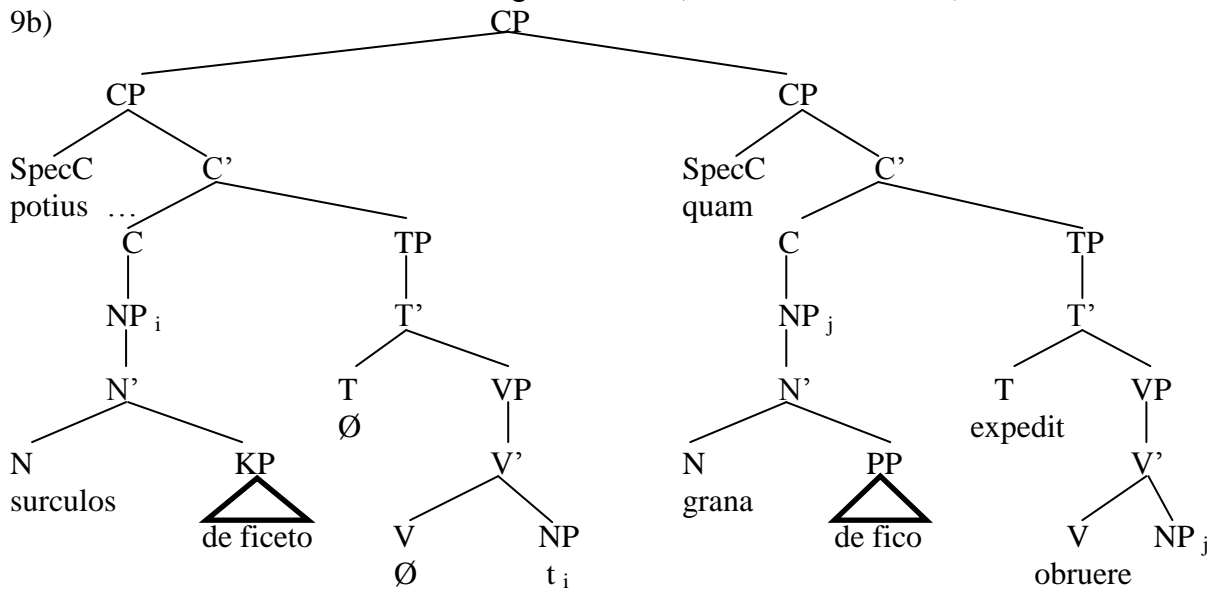 9b) CP
CP CP
SpecC C’ SpecC C’
potius … quam
C TP C TP
NP i T’ NP j T’
N’ T VP N’ T VP
Ø expedit
N KP V’ N PP V’
surculos grana
de ficeto V NP de fico V NP j
Ø t i obruere